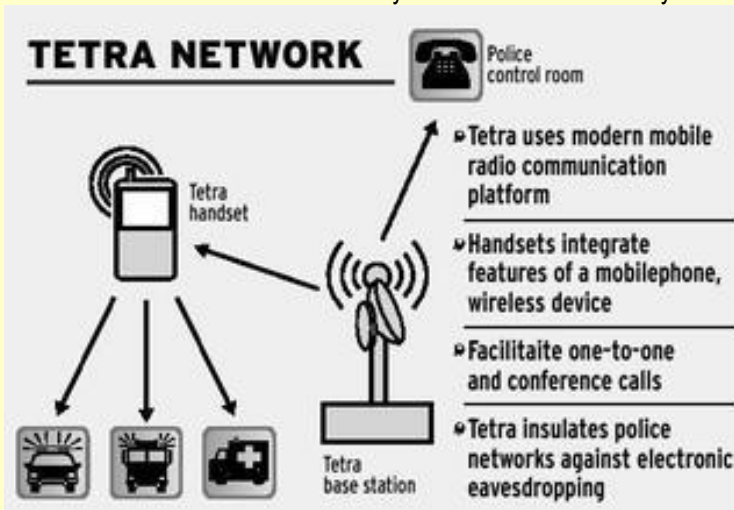 TETRA NETWORK
Police
control room
Tetra
handset
Tetra uses modern mobile
radio communication
platform
Handsets integrate
features of a mobilephone,
wireless device
Facilitaite one-to-one
and conference calls
Tetra insulates police
networks against electronic
eavesdropping
Tetra
base station